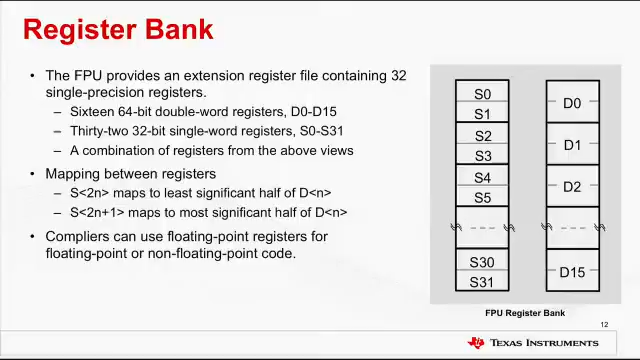 Register Bank
• The FPU provides an extension register file containing 32
single-precision registers.
– Sixteen 64-bit double-word registers, D0-D15
– Thirty-two 32-bit single-word registers, S0-S31
– A combination of registers from the above views
• Mapping between registers
– S<2n> maps to least significant half of D<n>
– S<2n+1> maps to most significant half of D<n>
• Compliers can use floating-point registers for
floating-point or non-floating-point code.
S0
S1
S2
S3
S4
S5
S30
S31
D0
D1
D2
D15
FPU Register Bank
12
TEXAS INSTRUMENTS